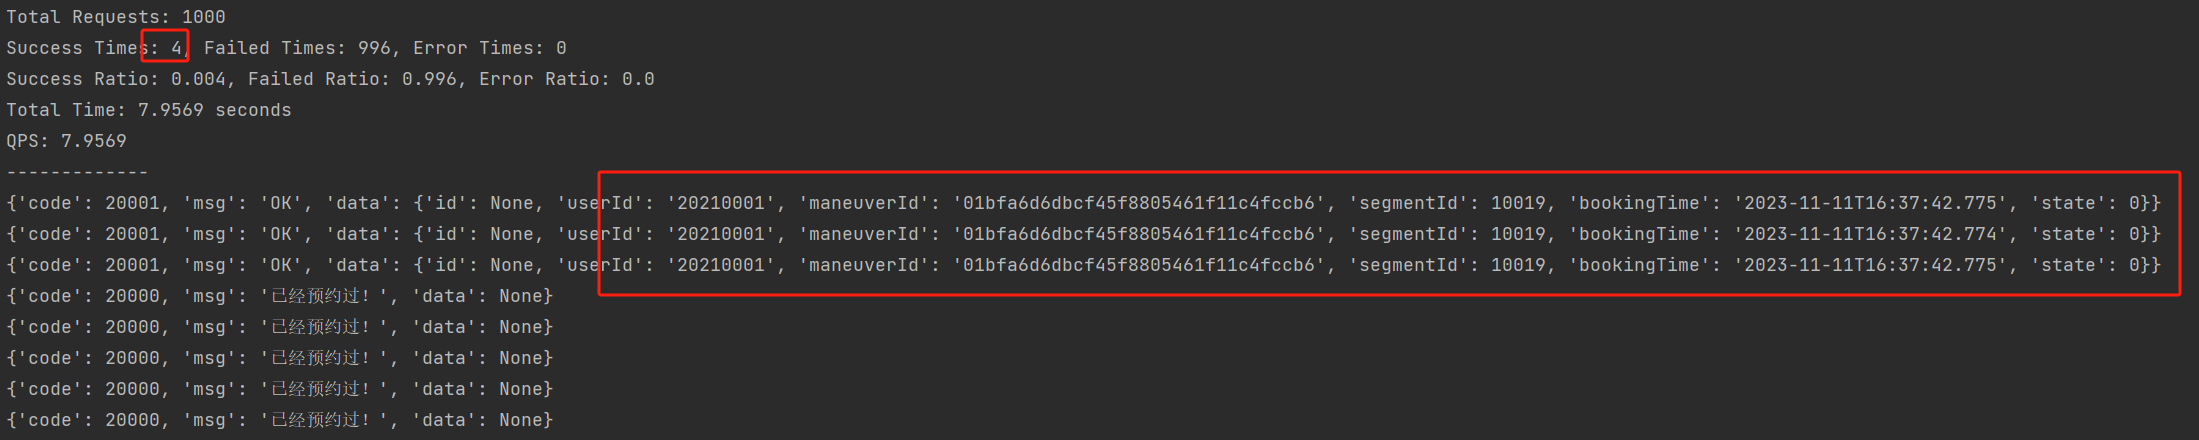 Total Requests: 1000
Success Times: 4, Failed Times: 996, Error Times: 0
Success Ratio: 0.004, Failed Ratio: 0.996, Error Ratio: 0.0
Total Time: 7.9569 seconds
QPS: 7.9569
-------------
{'code': 20001, 'msg': 'OK', 'data': {'id': None, 'userId': '20210001', 'maneuverId': '01bfa6d6dbcf45f8805461f11c4fccb6', 'segmentId': 10019, 'bookingTime': '2023-11-11T16:37:42.775', 'state': 0}}
{'code': 20001, 'msg': 'OK', 'data': {'id': None, 'userId': '20210001', 'maneuverId': '01bfa6d6dbcf45f8805461f11c4fccb6', 'segmentId': 10019, 'bookingTime': '2023-11-11T16:37:42.774', 'state': 0}}
{'code': 20001, 'msg': 'OK', 'data': {'id': None, 'userId': '20210001', 'maneuverId': '01bfa6d6dbcf45f8805461f11c4fccb6', 'segmentId': 10019, 'bookingTime': '2023-11-11T16:37:42.775', 'state': 0}}
{'code': 20000, 'msg': '已经预约过！', 'data': None}
{'code': 20000, 'msg': '已经预约过！', 'data': None}
{'code': 20000, 'msg': '已经预约过！', 'data': None}
{'code': 20000, 'msg': '已经预约过！', 'data': None}
{'code': 20000, 'msg': '已经预约过！', 'data': None}